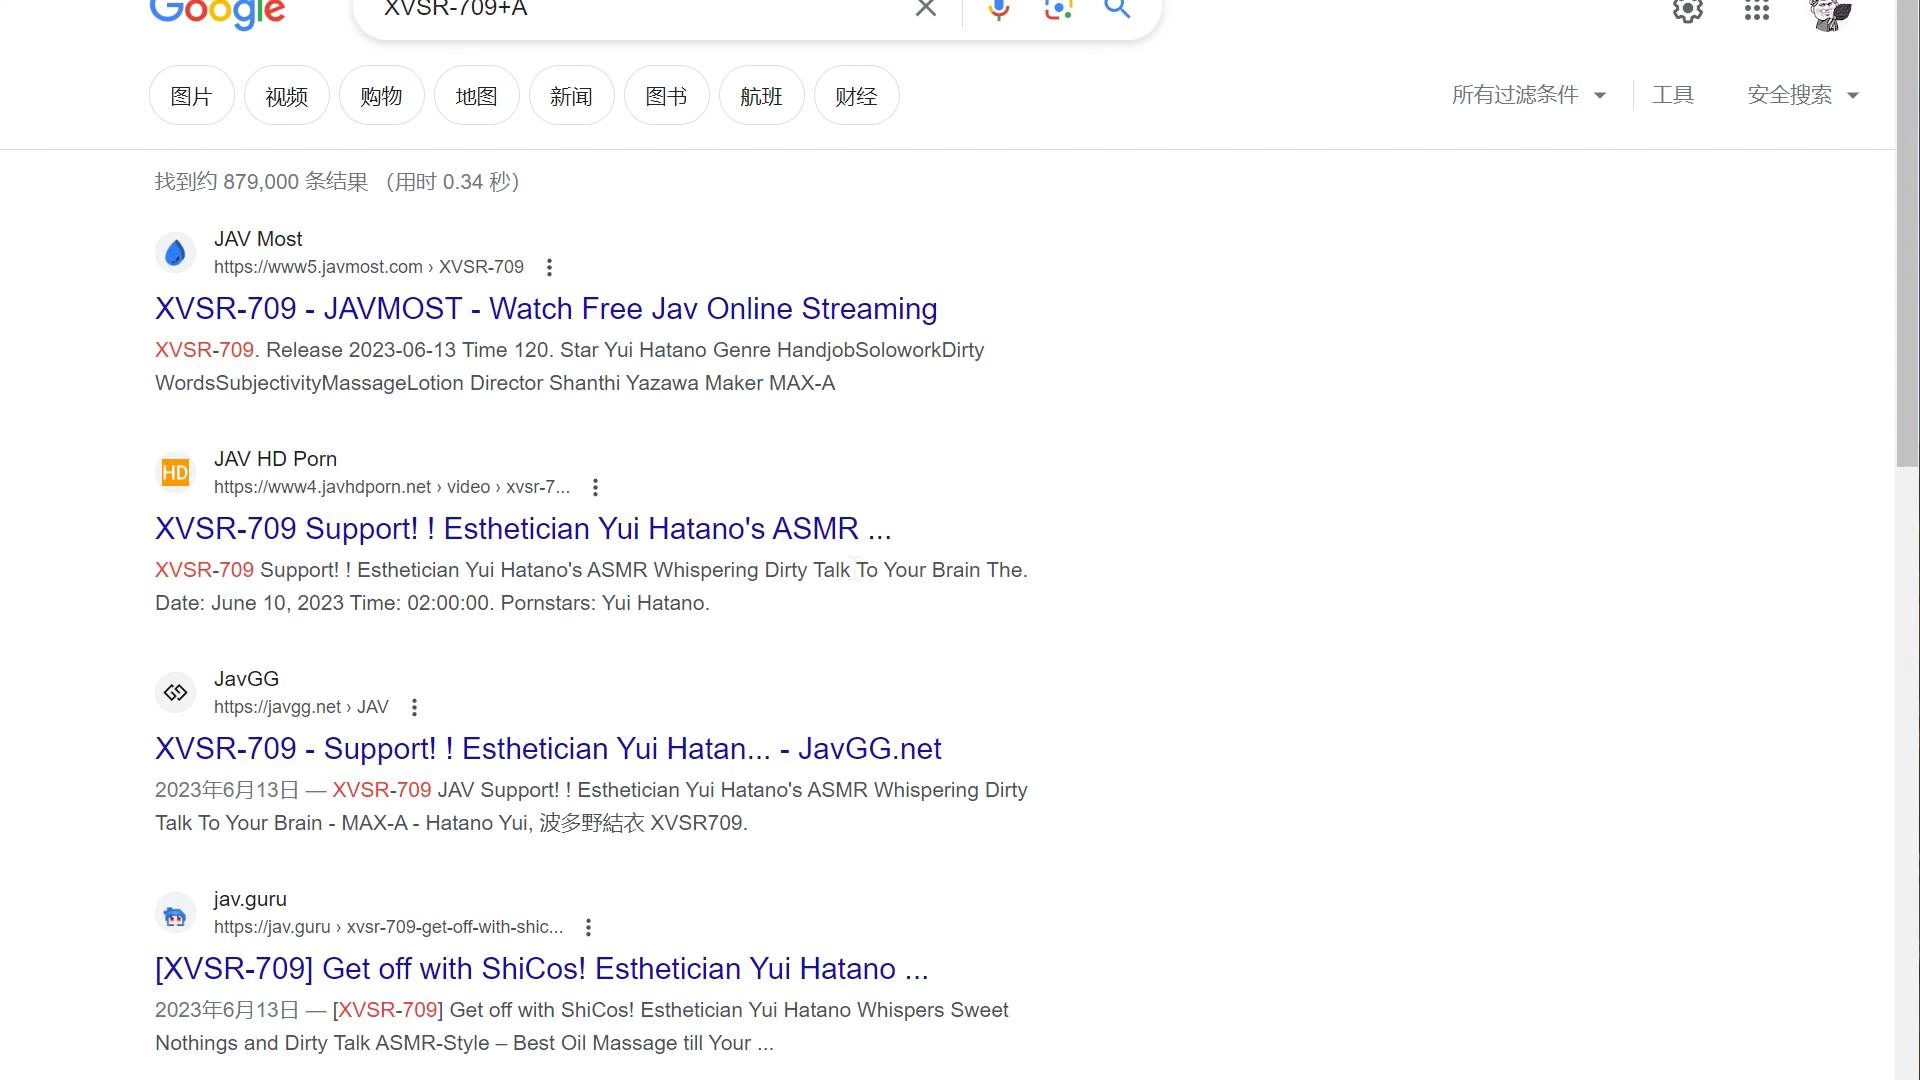 Google
XVSR-709+A
图片 视频 购物 地图 新闻 图书 航班 财经 所有过滤条件 工具 安全搜索
找到约 879,000 条结果 （用时 0.34 秒）
JAV Most
https://www5.javmost.com › XVSR-709
XVSR-709 - JAVMOST - Watch Free Jav Online Streaming
XVSR-709. Release 2023-06-13 Time 120. Star Yui Hatano Genre HandjobSoloworkDirty
WordsSubjectivityMassageLotion Director Shanthi Yazawa Maker MAX-A
HD
JAV HD Porn
https://www4.javhdporn.net › video › xvsr-7...
XVSR-709 Support! ! Esthetician Yui Hatano's ASMR ...
XVSR-709 Support! ! Esthetician Yui Hatano's ASMR Whispering Dirty Talk To Your Brain The.
Date: June 10, 2023 Time: 02:00:00. Pornstars: Yui Hatano.
JavGG
https://javgg.net › JAV
XVSR-709 - Support! ! Esthetician Yui Hatan... - JavGG.net
2023年6月13日 — XVSR-709 JAV Support! ! Esthetician Yui Hatano's ASMR Whispering Dirty
Talk To Your Brain - MAX-A - Hatano Yui, 波多野結衣 XVSR709.
jav.guru
https://jav.guru › xvsr-709-get-off-with-shic...
[XVSR-709] Get off with ShiCos! Esthetician Yui Hatano ...
2023年6月13日 — [XVSR-709] Get off with ShiCos! Esthetician Yui Hatano Whispers Sweet
Nothings and Dirty Talk ASMR-Style – Best Oil Massage till Your ...